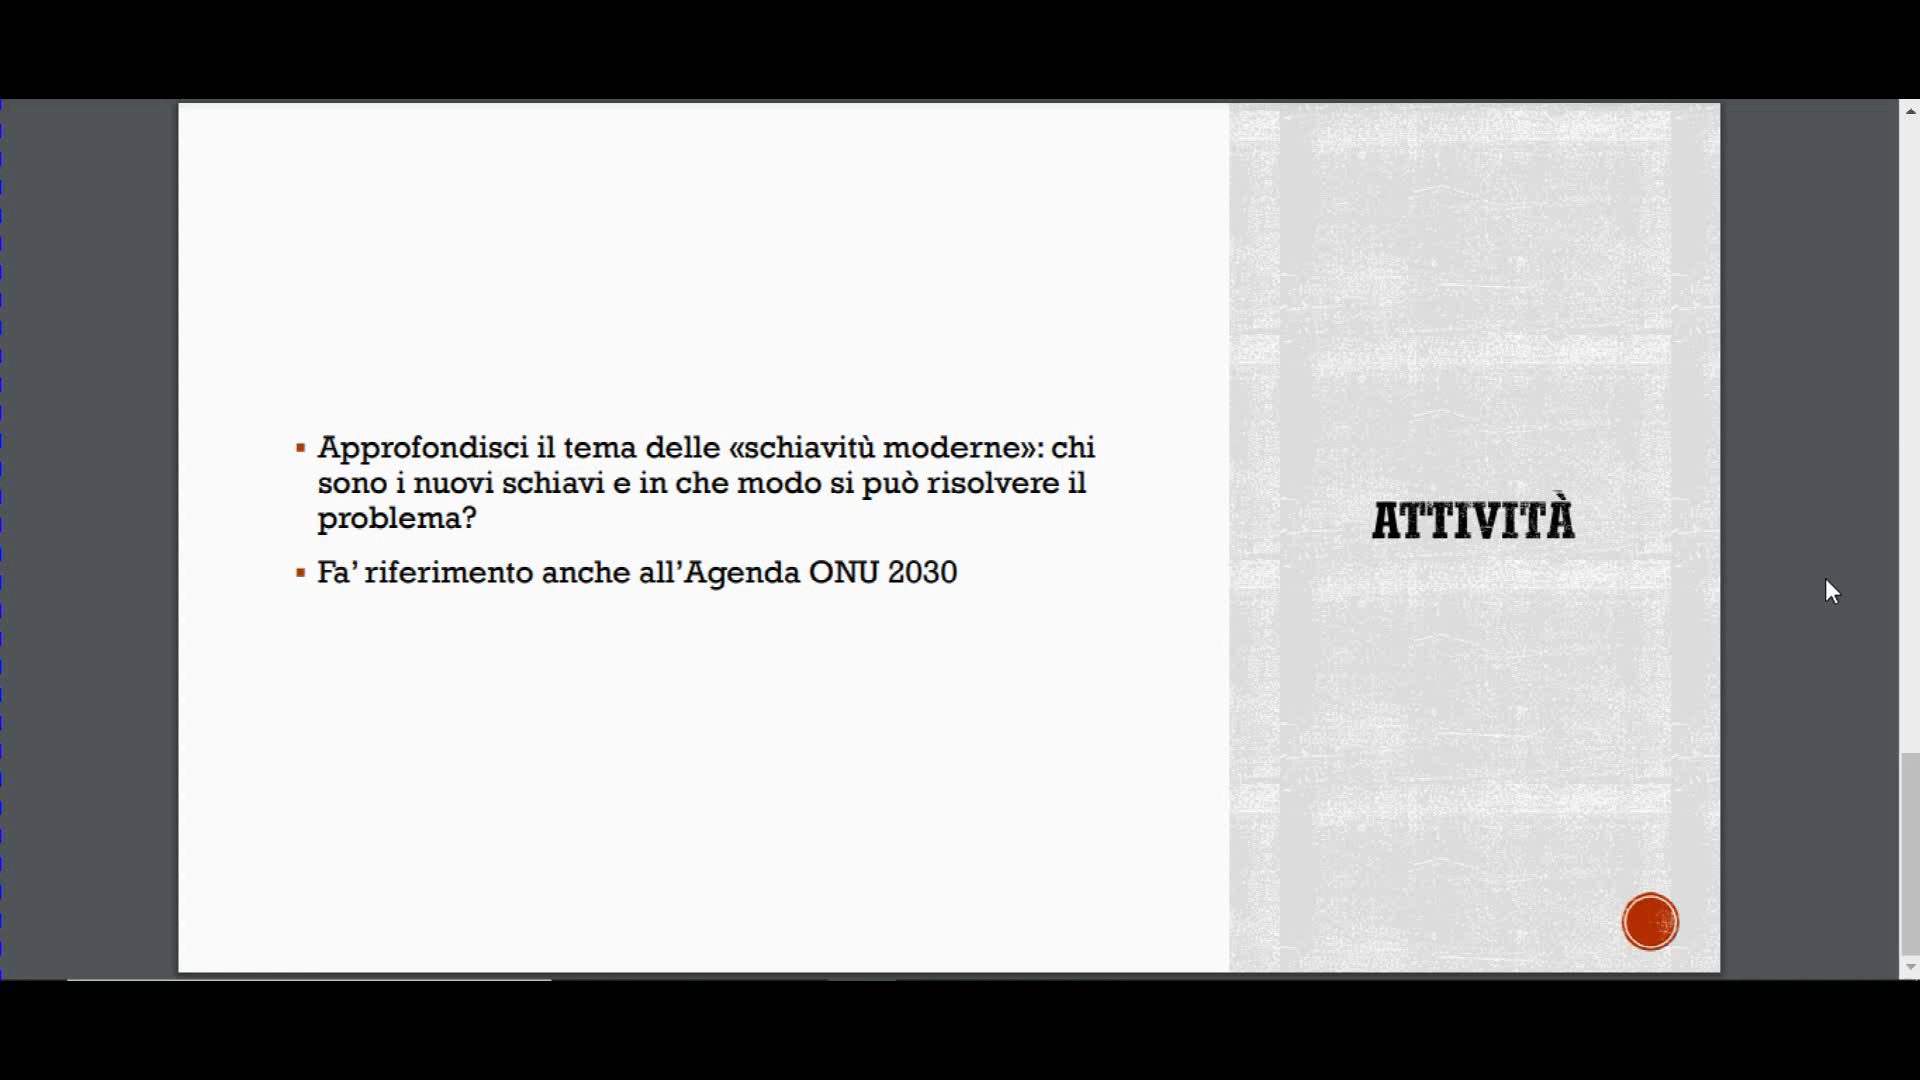 Approfondisci il tema delle «schiavitù moderne»: chi
sono i nuovi schiavi e in che modo si può risolvere il
problema?
Fa’ riferimento anche all’Agenda ONU 2030
ATTIVITÀ